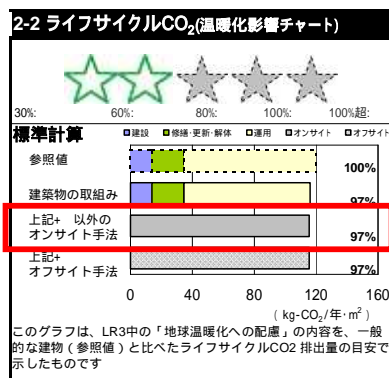 2-2 ライフサイクルCO2(温暖化影響チャート)
30%: 60%: 80%: 100%: 100%超:
標準計算 建設 修繕・更新・解体 運用 オンサイト オフサイト
参照値 100%
建築物の取組み 97%
上記+ 以外の
オンサイト手法 97%
上記+
オフサイト手法 97%
0 40 80 120 160
( kg-CO2/年・m2 )
このグラフは、LR3中の「地球温暖化への配慮」の内容を、一般
的な建物(参照値)と比べたライフサイクルCO2 排出量の目安で
示したものです